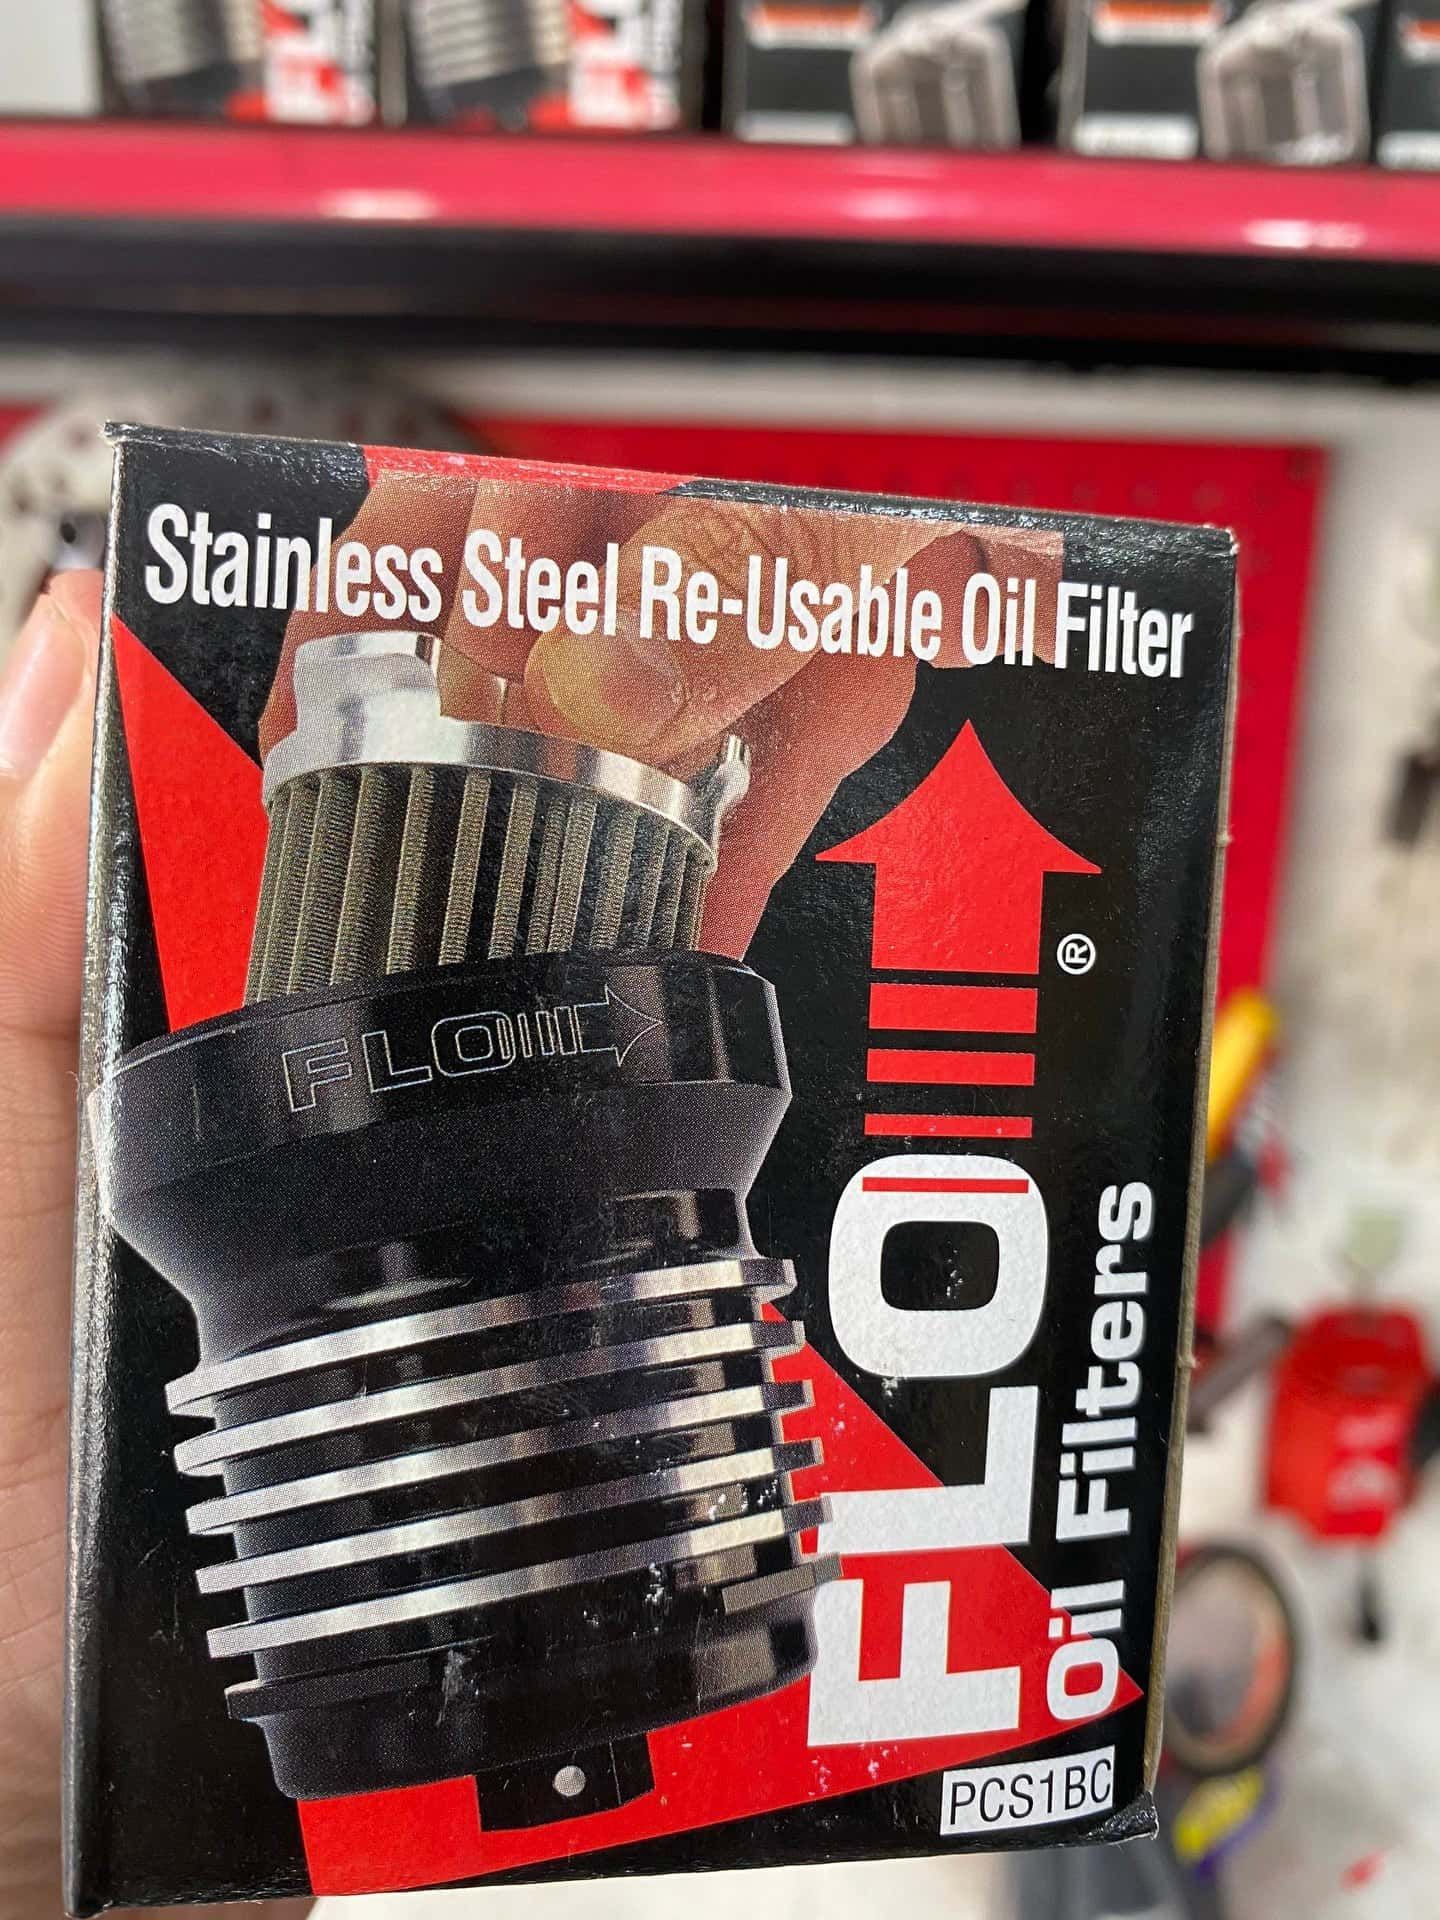 Stainless Steel Re-Usable Oil Filter
FLO
FLO®
Oil Filters
PCS1BC